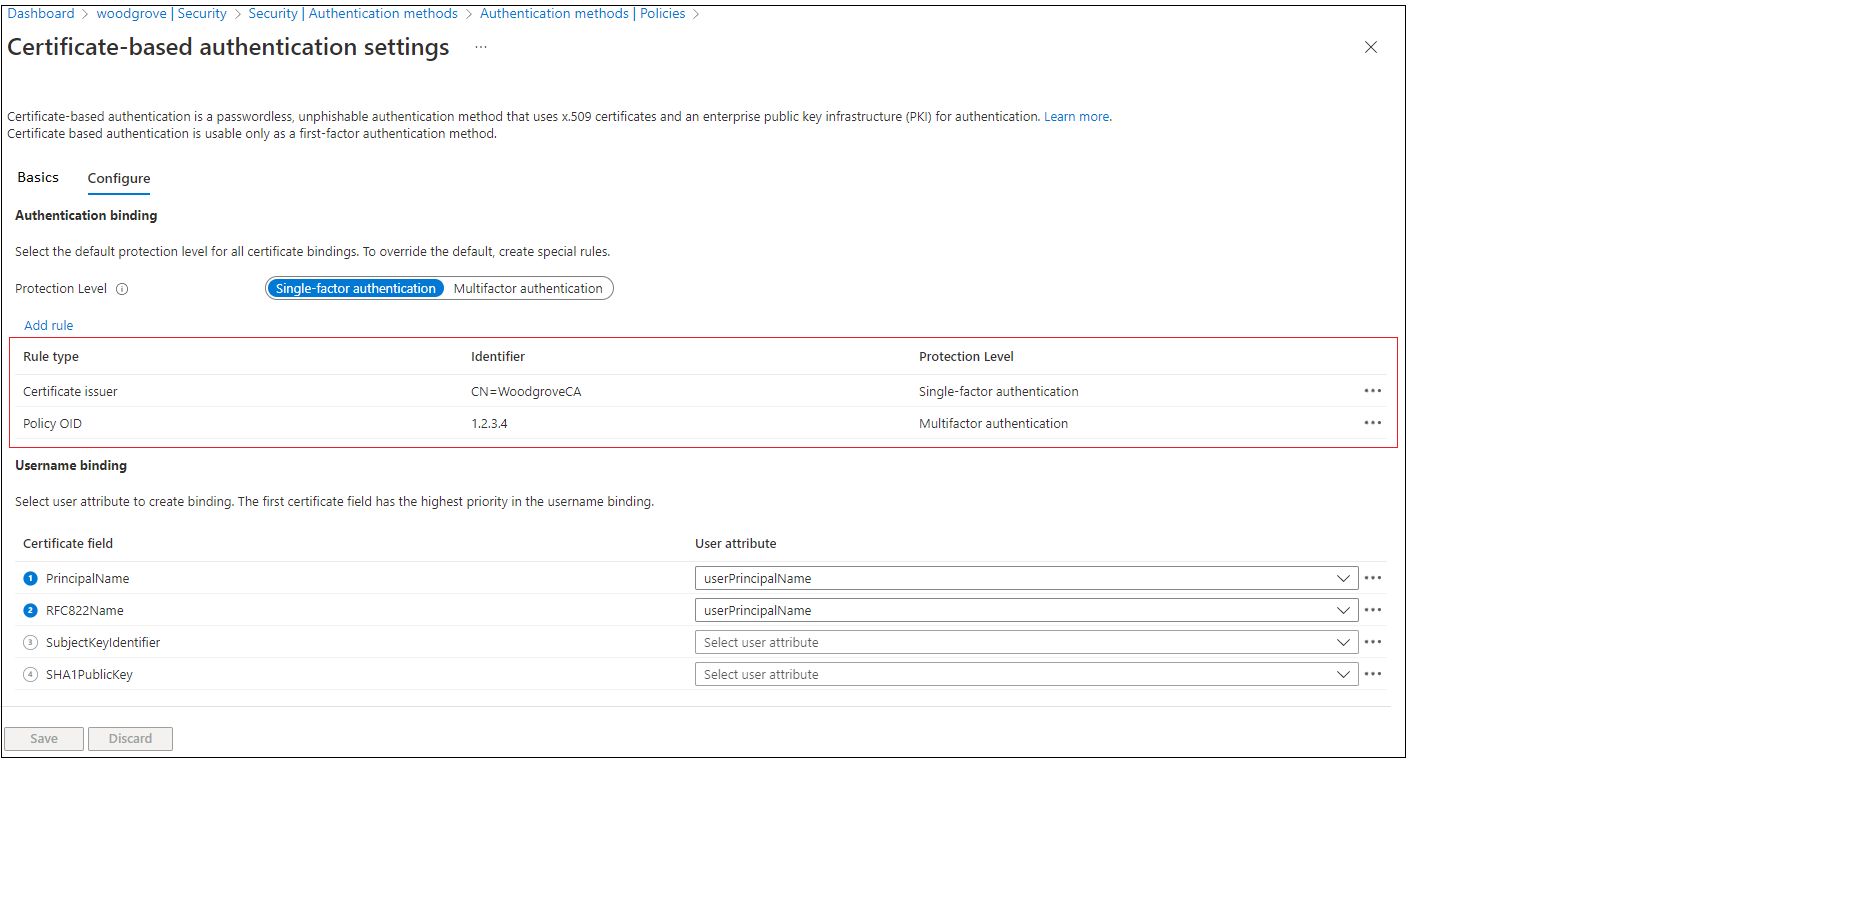 Dashboard > woodgrove | Security > Security | Authentication methods > Authentication methods | Policies >
Certificate-based authentication settings ...
Certificate-based authentication is a passwordless, unphishable authentication method that uses x.509 certificates and an enterprise public key infrastructure (PKI) for authentication. Learn more.
Certificate based authentication is usable only as a first-factor authentication method.
Basics Configure
Authentication binding
Select the default protection level for all certificate bindings. To override the default, create special rules.
Protection Level Single-factor authentication Multifactor authentication
Add rule
Rule type Identifier Protection Level
Certificate issuer CN=WoodgroveCA Single-factor authentication
Policy OID 1.2.3.4 Multifactor authentication
Username binding
Select user attribute to create binding. The first certificate field has the highest priority in the username binding.
Certificate field User attribute
1 PrincipalName userPrincipalName
2 RFC822Name userPrincipalName
3 SubjectKeyIdentifier Select user attribute
4 SHA1PublicKey Select user attribute
Save Discard